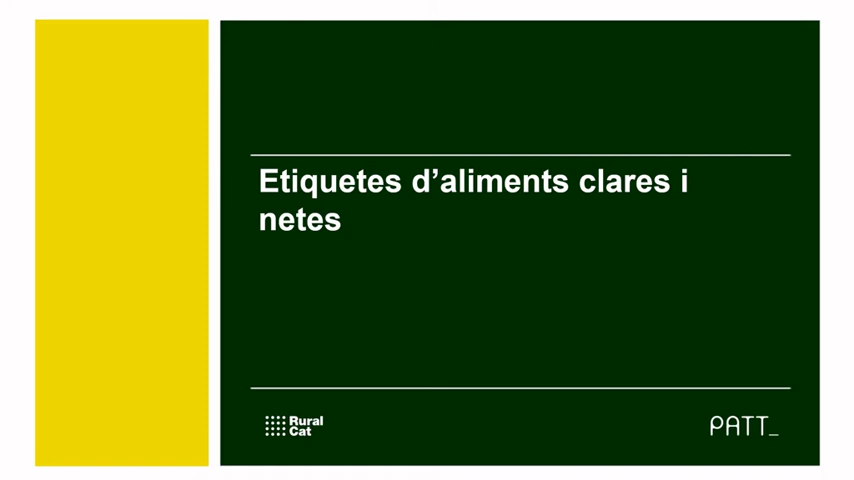 Etiquetes d’aliments clares i
netes
Rural
Cat
PATT_